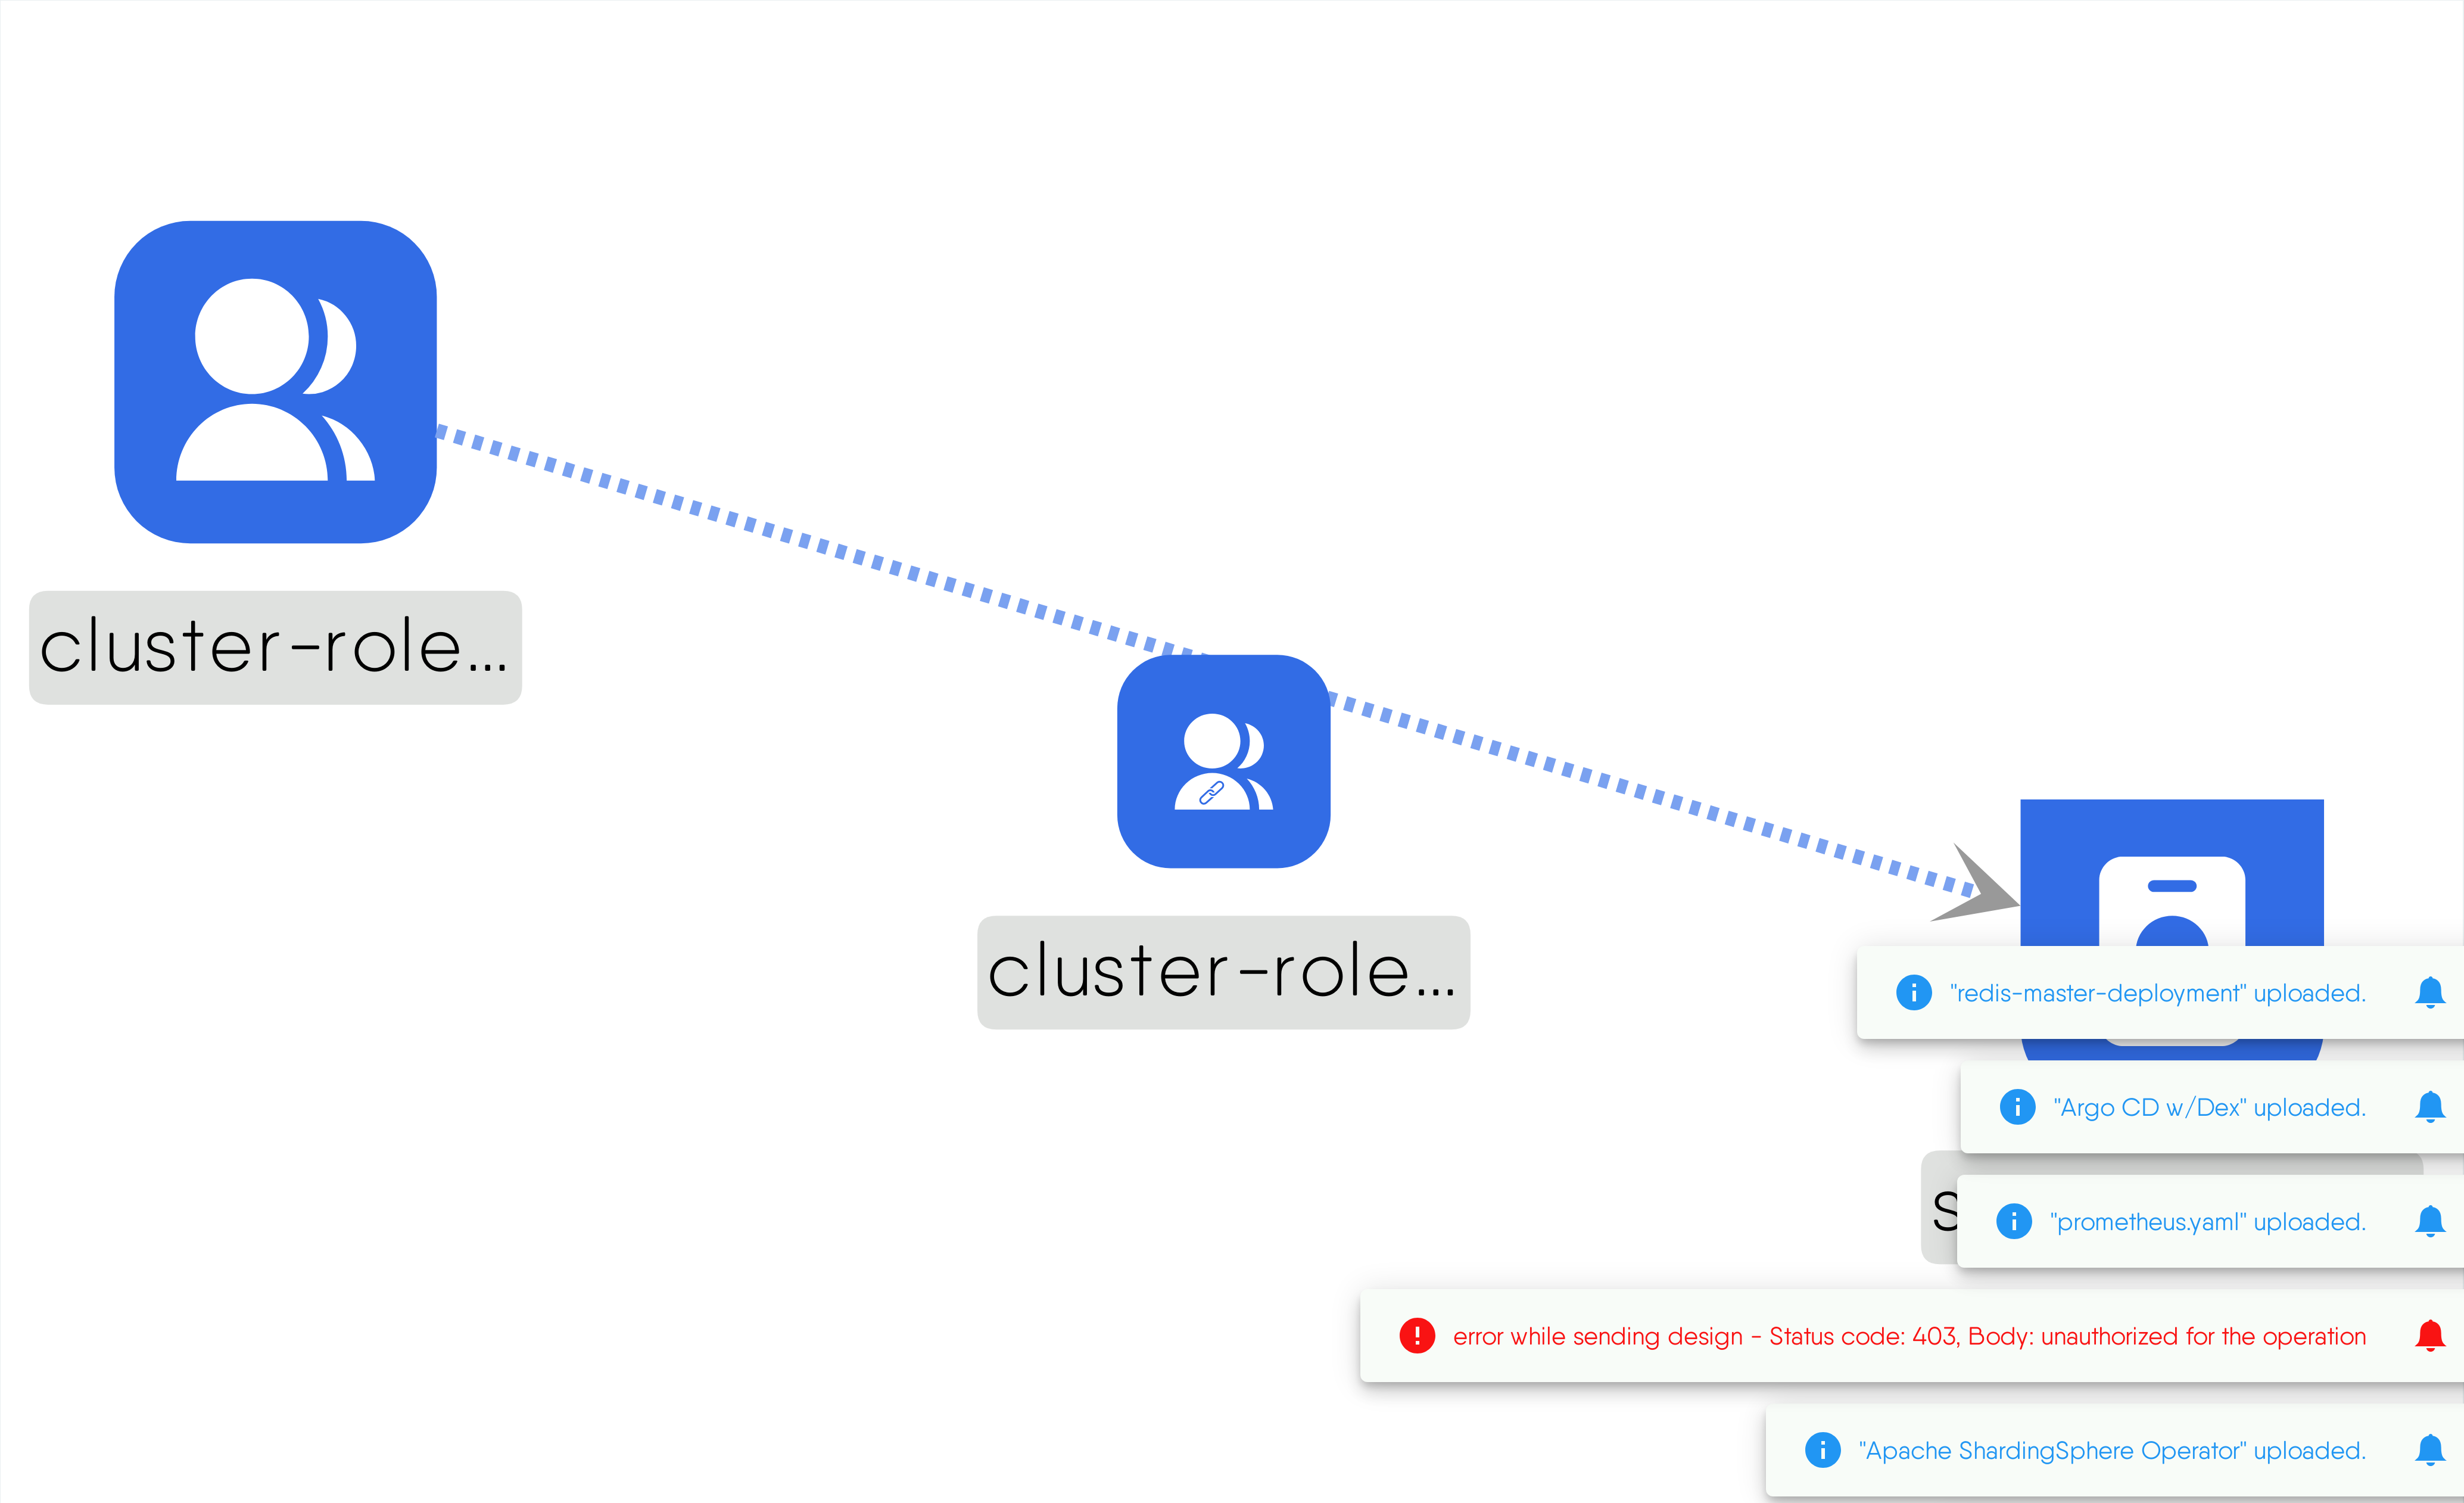 cluster-role...
cluster-role...
"redis-master-deployment" uploaded.
"Argo CD w/Dex" uploaded.
"prometheus.yaml" uploaded.
error while sending design - Status code: 403, Body: unauthorized for the operation
"Apache ShardingSphere Operator" uploaded.